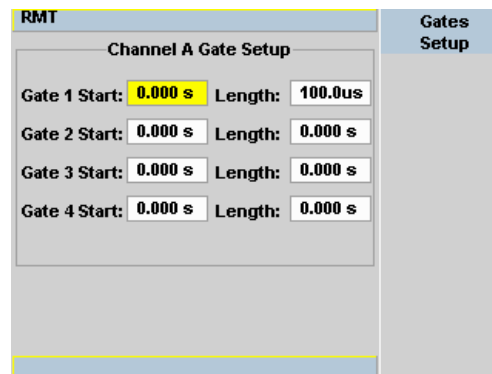 RMT
Gates
Setup
Channel A Gate Setup
Gate 1 Start: 0.000 s Length: 100.0us
Gate 2 Start: 0.000 s Length: 0.000 s
Gate 3 Start: 0.000 s Length: 0.000 s
Gate 4 Start: 0.000 s Length: 0.000 s